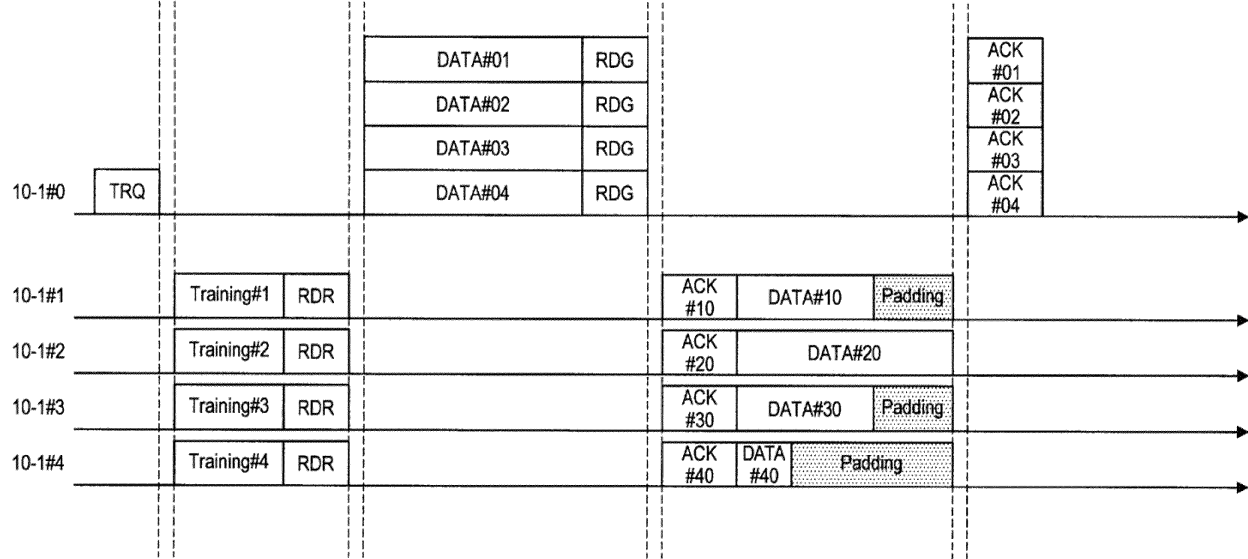 DATA#01 RDG
DATA#02 RDG
DATA#03 RDG
10-1#0 TRQ DATA#04 RDG
ACK
#01
ACK
#02
ACK
#03
ACK
#04
10-1#1 Training#1 RDR ACK
#10 DATA#10 Padding
10-1#2 Training#2 RDR ACK
#20 DATA#20
10-1#3 Training#3 RDR ACK
#30 DATA#30 Padding
10-1#4 Training#4 RDR ACK
#40 DATA
#40 Padding